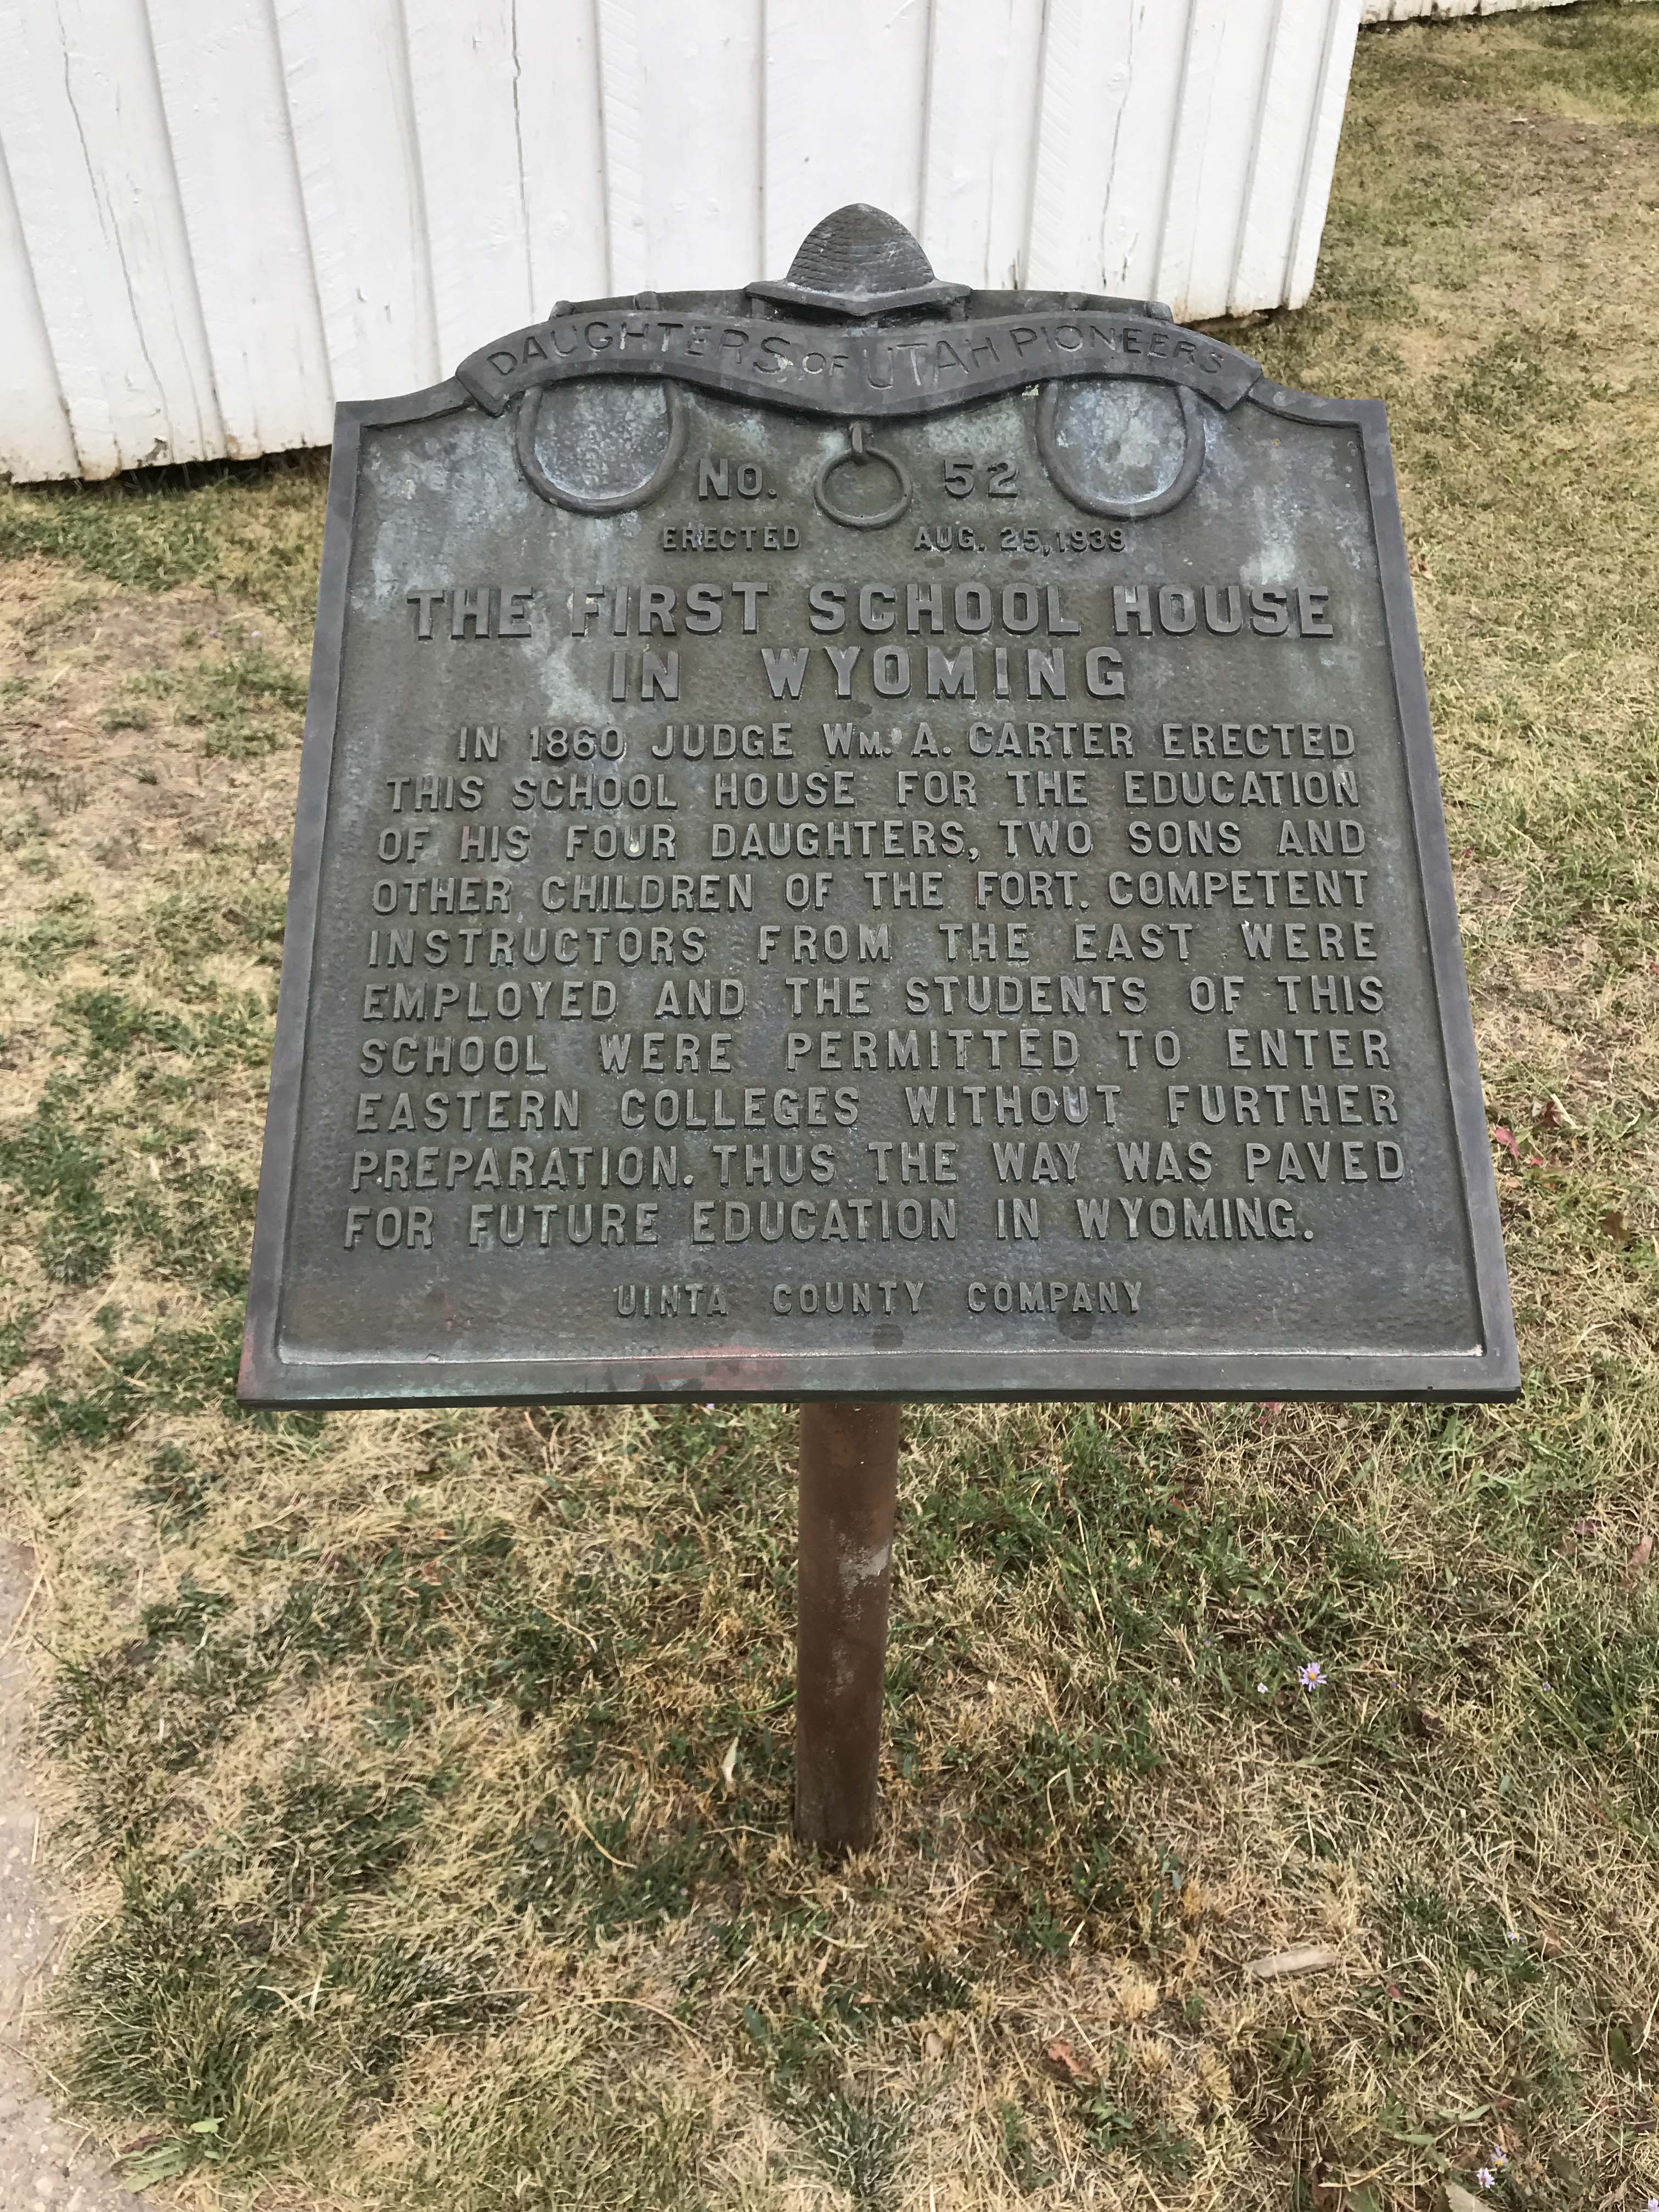 DAUGHTERS OF UTAH PIONEERS
No. 52
ERECTED AUG. 25, 1939
THE FIRST SCHOOL HOUSE
IN WYOMING
IN 1860 JUDGE WM. A. CARTER ERECTED
THIS SCHOOL HOUSE FOR THE EDUCATION
OF HIS FOUR DAUGHTERS, TWO SONS AND
OTHER CHILDREN OF THE FORT. COMPETENT
INSTRUCTORS FROM THE EAST WERE
EMPLOYED AND THE STUDENTS OF THIS
SCHOOL WERE PERMITTED TO ENTER
EASTERN COLLEGES WITHOUT FURTHER
PREPARATION. THUS THE WAY WAS PAVED
FOR FUTURE EDUCATION IN WYOMING.
UINTA COUNTY COMPANY